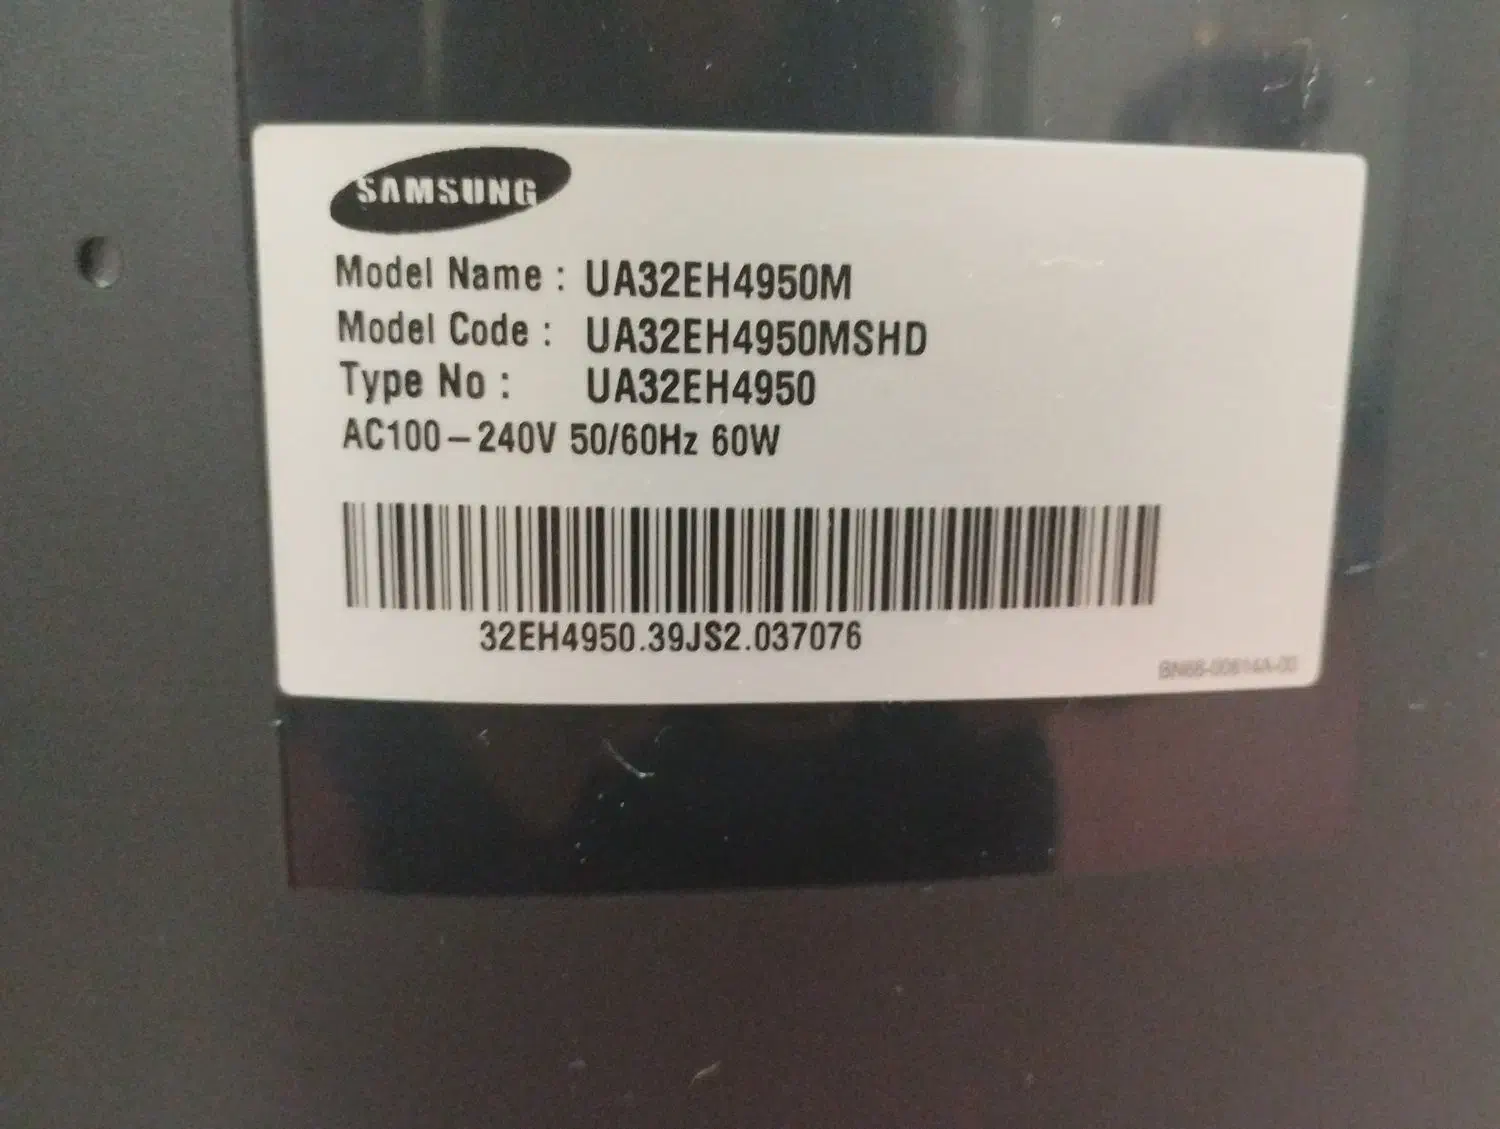 SAMSUNG
Model Name : UA32EH4950M
Model Code : UA32EH4950MSHD
Type No : UA32EH4950
AC100-240V 50/60Hz 60W
32EH4950.39JS2.037076